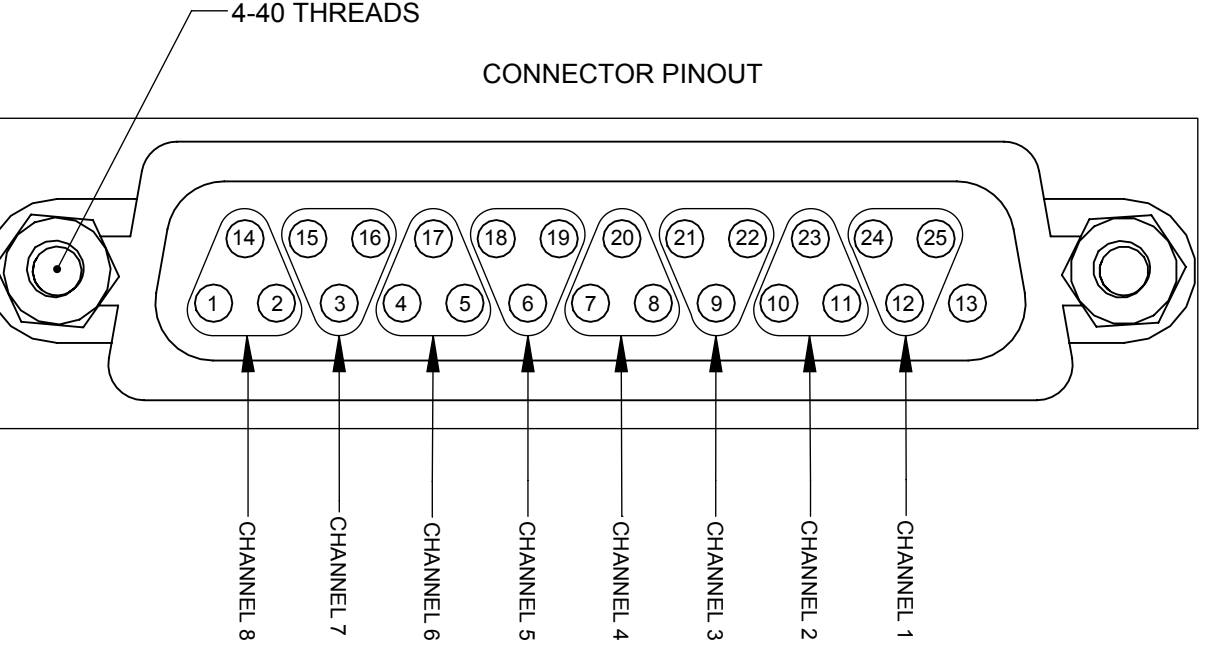 4-40 THREADS
CONNECTOR PINOUT
14 15 16 17 18 19 20 21 22 23 24 25
1 2 3 4 5 6 7 8 9 10 11 12 13
CHANNEL 8
CHANNEL 7
CHANNEL 6
CHANNEL 5
CHANNEL 4
CHANNEL 3
CHANNEL 2
CHANNEL 1